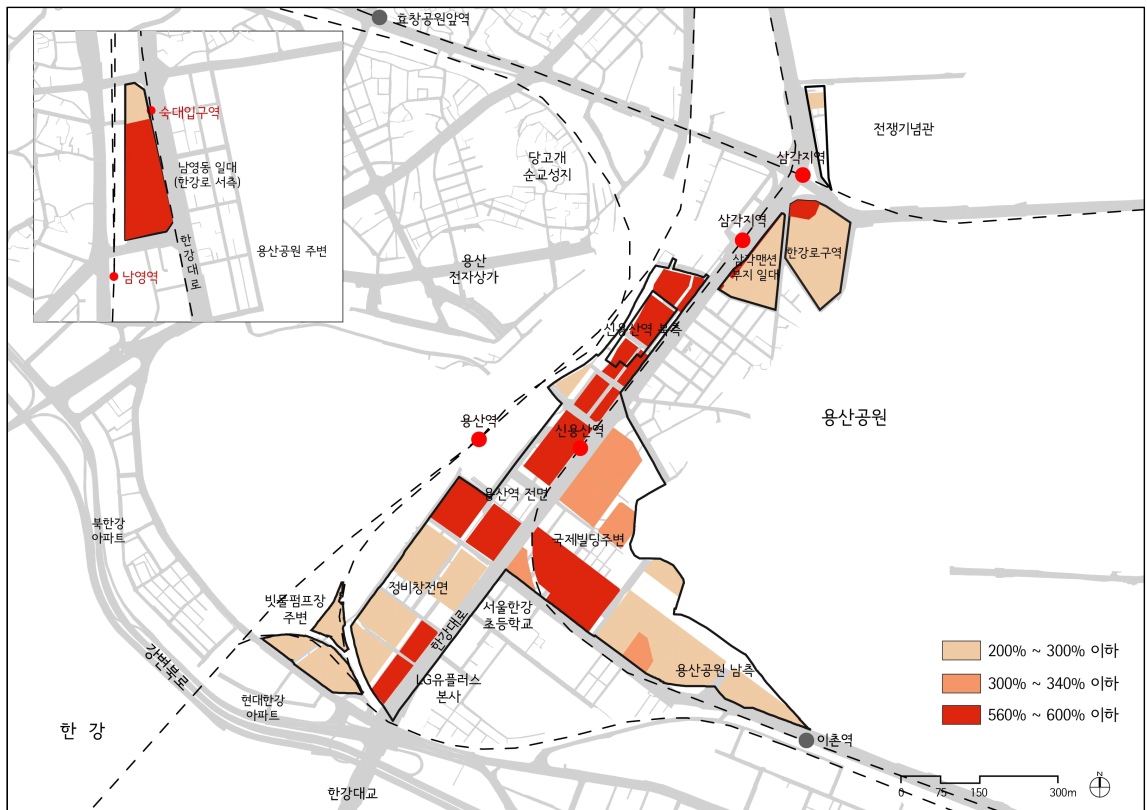 효창공원앞역
숙대입구역
남영동 일대
(한강로 서측)
한강대로
용산공원 주변
남영역
전쟁기념관
삼각지역
당고개
순교성지
삼각지역
한강로구역
삼각맨션
부지 일대
용산
전자상가
신용산역 북측
용산공원
용산역
신용산역
용산역 전면
국제빌딩주변
북한강
아파트
정비창전면
빗물펌프장
주변
서울한강
초등학교
한강대로
강변북로
용산공원 남측
LG유플러스
본사
현대한강
아파트
한 강
이촌역
한강대교
200% ~ 300% 이하
300% ~ 340% 이하
560% ~ 600% 이하
N
0 75 150 300m